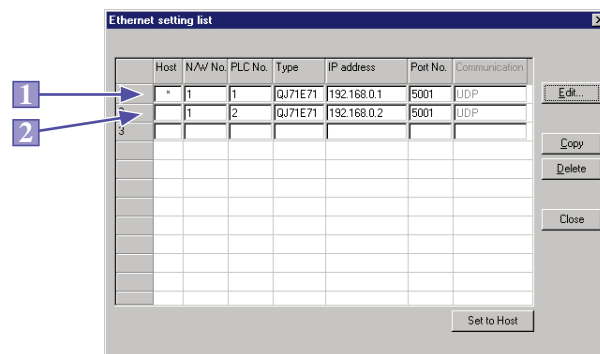 Ethernet setting list
Host N/W No. PLC No. Type IP address Port No. Communication
1 * 1 1 QJ71E71 192.168.0.1 5001 UDP Edit...
2 1 2 QJ71E71 192.168.0.2 5001 UDP
3
Copy
Delete
Close
Set to Host